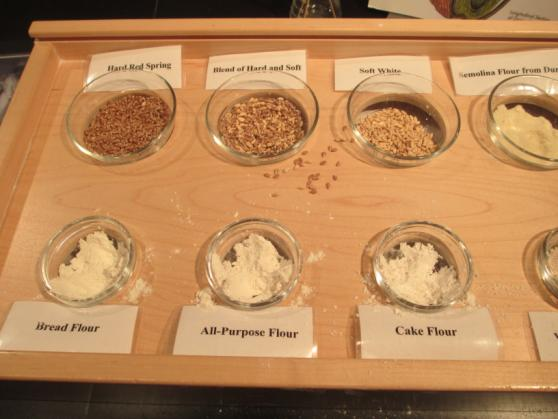 Hard Red Spring
Blend of Hard and Soft
Soft White
Semolina Flour from
Bread Flour
All-Purpose Flour
Cake Flour